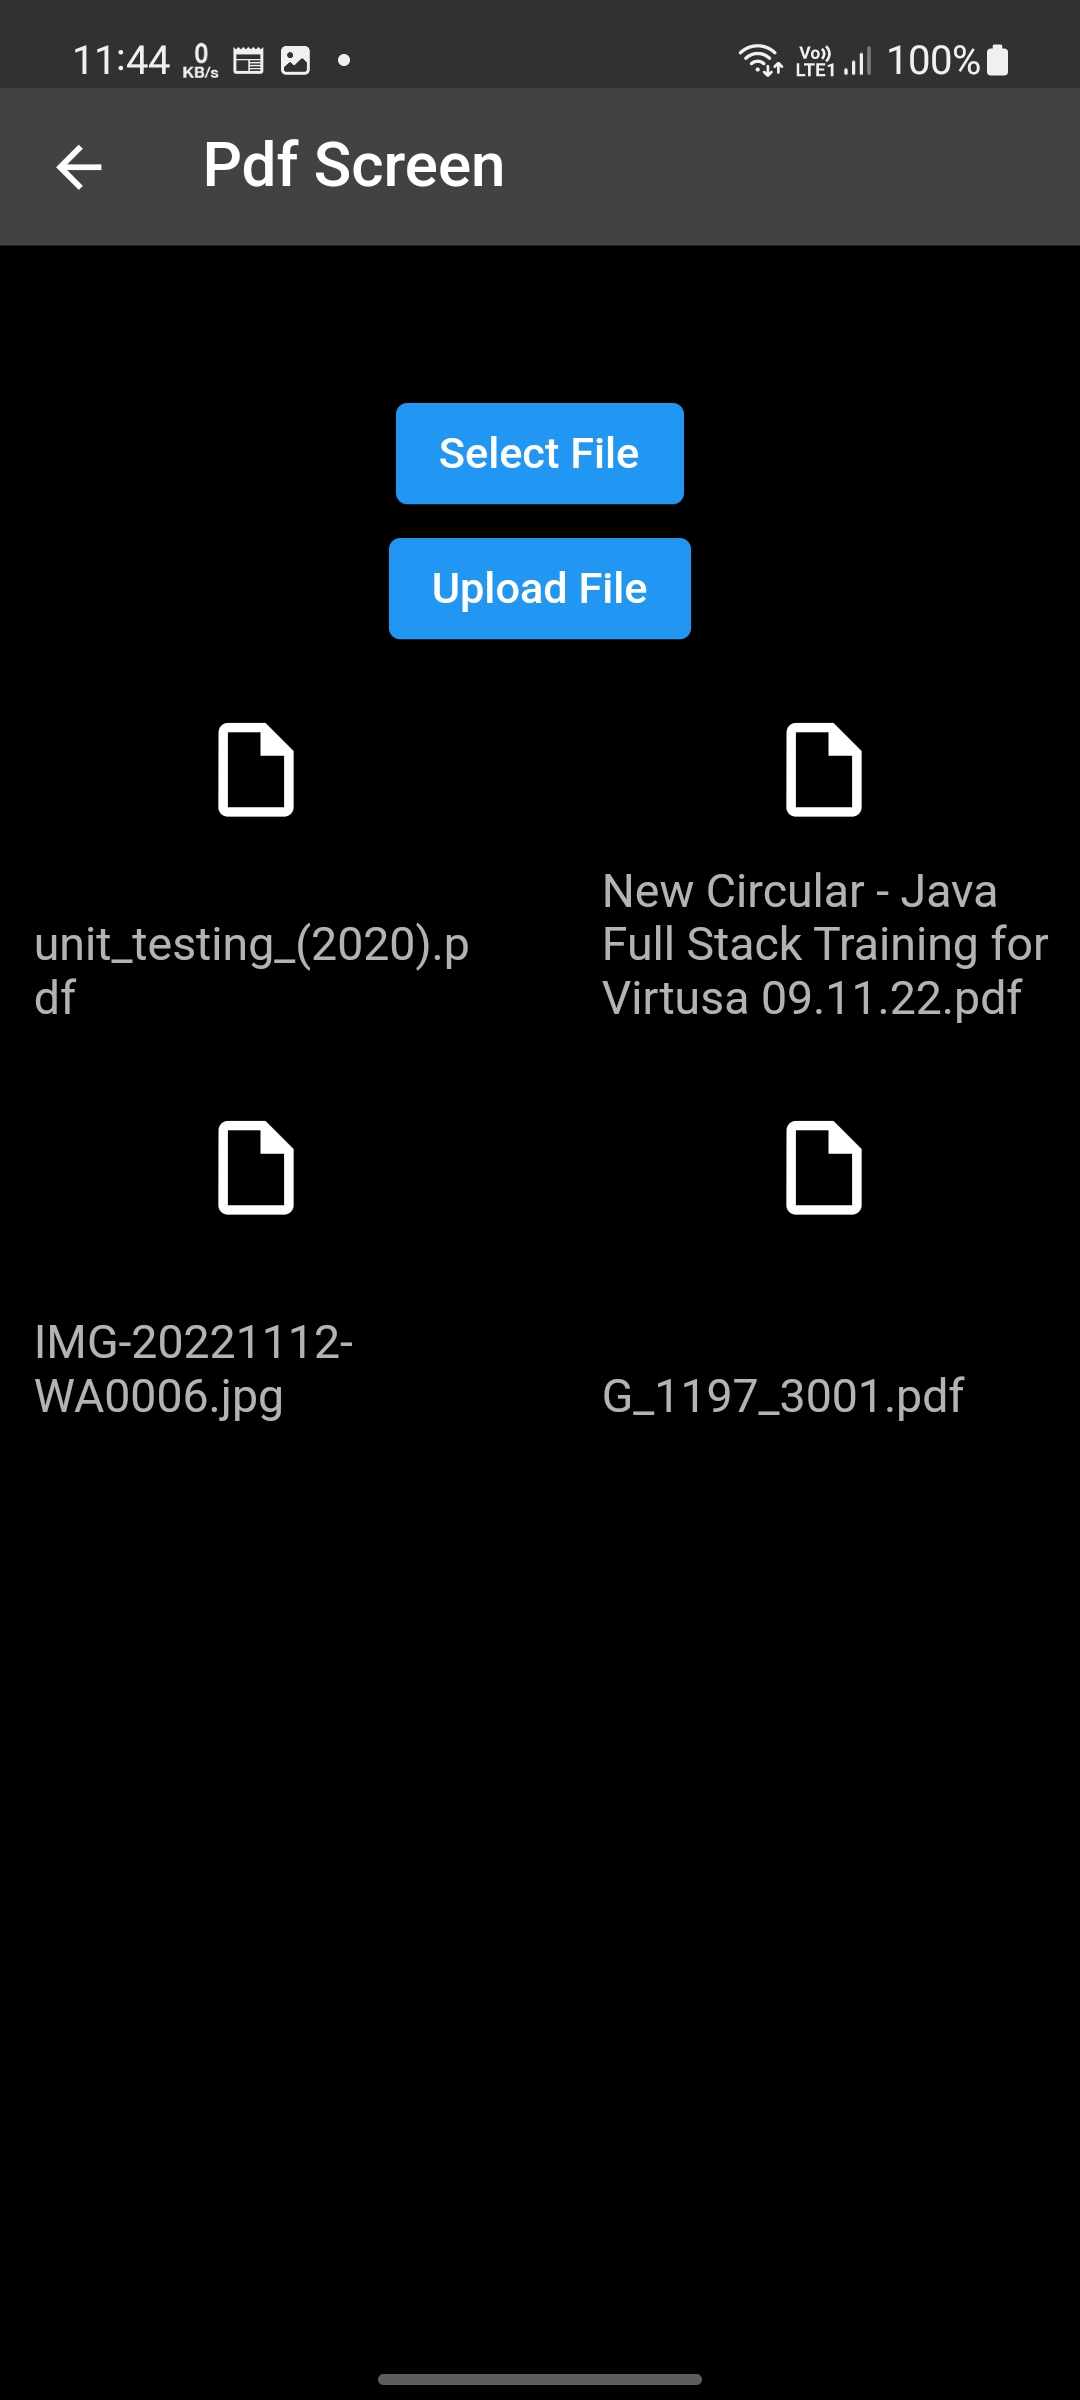 11:44 0 KB/s Vo)) LTE1 100%
Pdf Screen
Select File
Upload File
unit_testing_(2020).p
df
New Circular - Java
Full Stack Training for
Virtusa 09.11.22.pdf
IMG-20221112-
WA0006.jpg
G_1197_3001.pdf